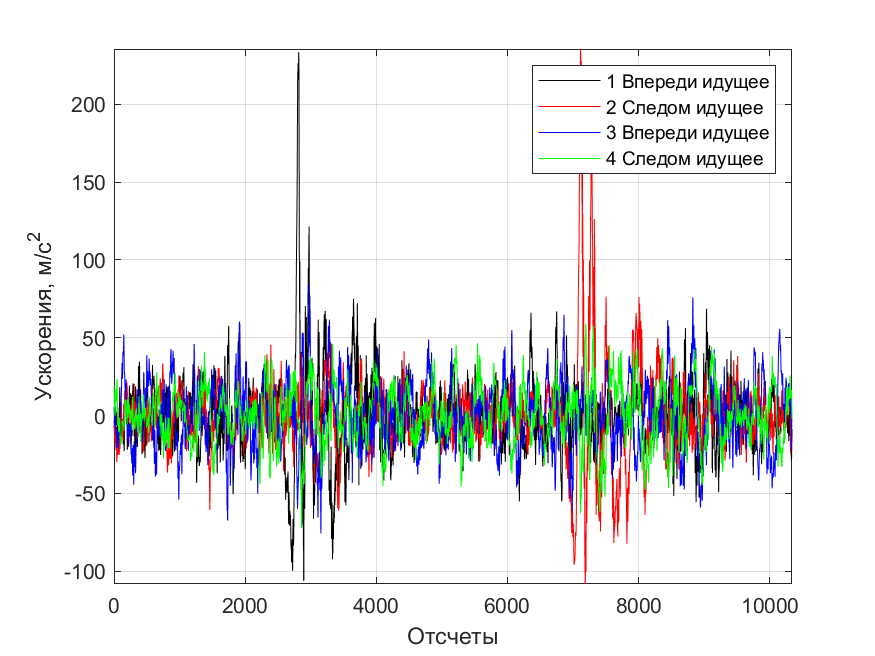 200
150
100
50
0
-50
-100
Ускорения, м/с²
1 Впереди идущее
2 Следом идущее
3 Впереди идущее
4 Следом идущее
0 2000 4000 6000 8000 10000
Отсчеты